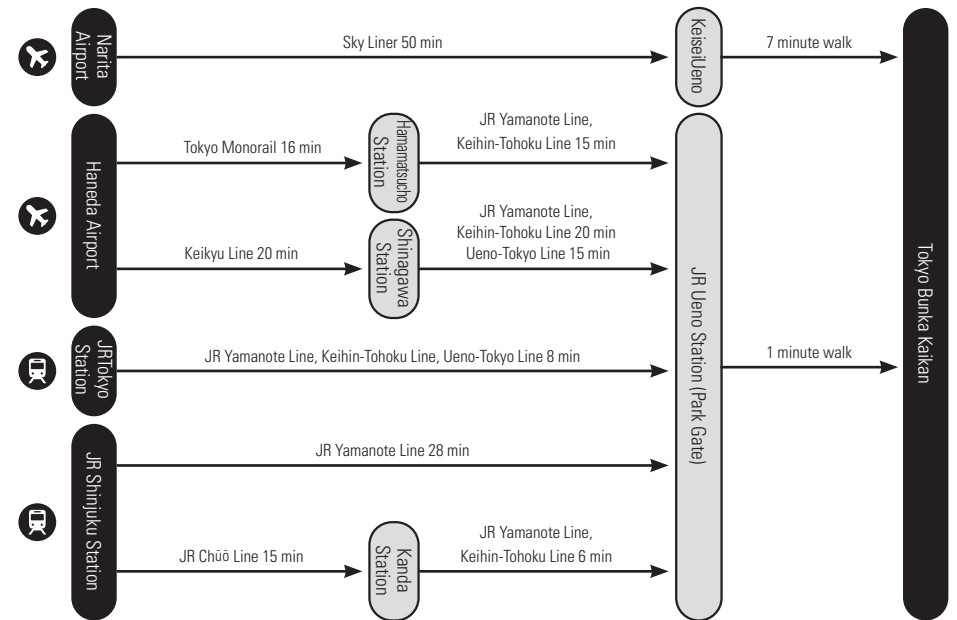 Narita
Airport
Sky Liner 50 min
KeiseiUeno
7 minute walk
Haneda Airport
Tokyo Monorail 16 min
Hamamatsucho
Station
JR Yamanote Line,
Keihin-Tohoku Line 15 min
Keikyu Line 20 min
Shinagawa
Station
JR Yamanote Line,
Keihin-Tohoku Line 20 min
Ueno-Tokyo Line 15 min
JR Ueno Station (Park Gate)
1 minute walk
Tokyo Bunka Kaikan
JRTokyo
Station
JR Yamanote Line, Keihin-Tohoku Line, Ueno-Tokyo Line 8 min
JR Shinjuku Station
JR Yamanote Line 28 min
JR Chūō Line 15 min
Kanda
Station
JR Yamanote Line,
Keihin-Tohoku Line 6 min